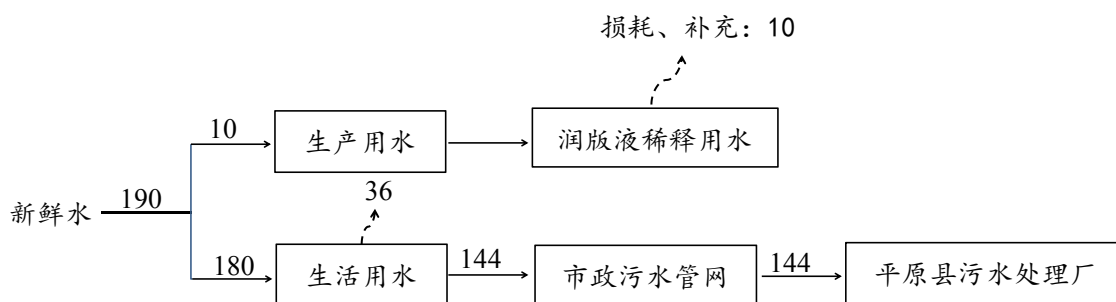 损耗、补充：10
10
生产用水
润版液稀释用水
新鲜水
190
36
180
生活用水
144
市政污水管网
144
平原县污水处理厂